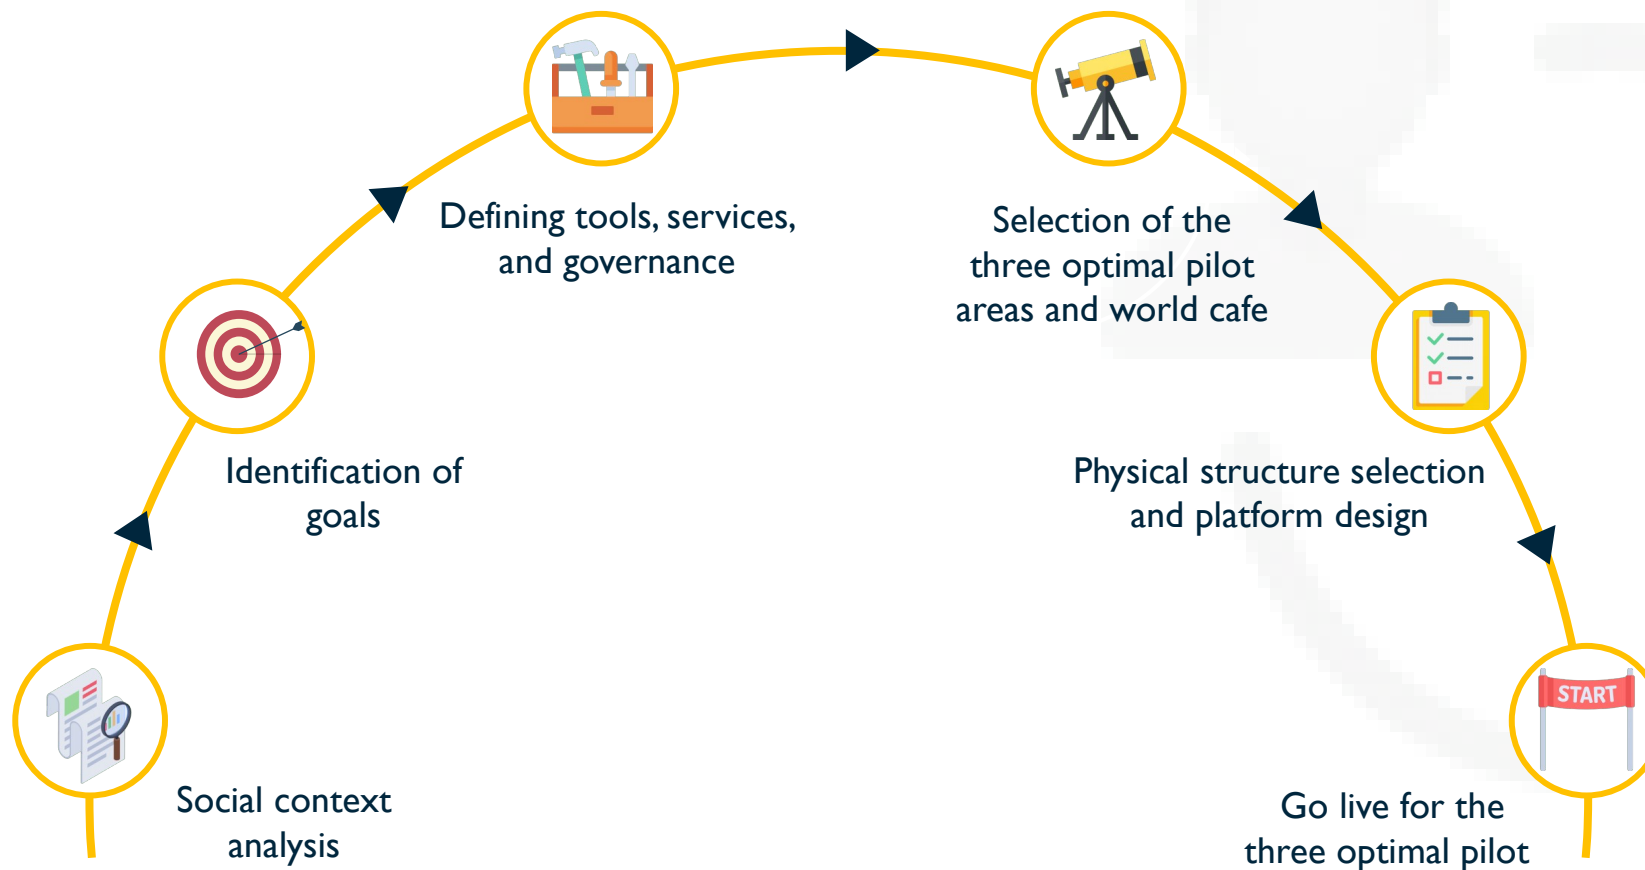 Defining tools, services,
and governance
Selection of the
three optimal pilot
areas and world cafe
Identification of
goals
Physical structure selection
and platform design
START
Social context
analysis
Go live for the
three optimal pilot